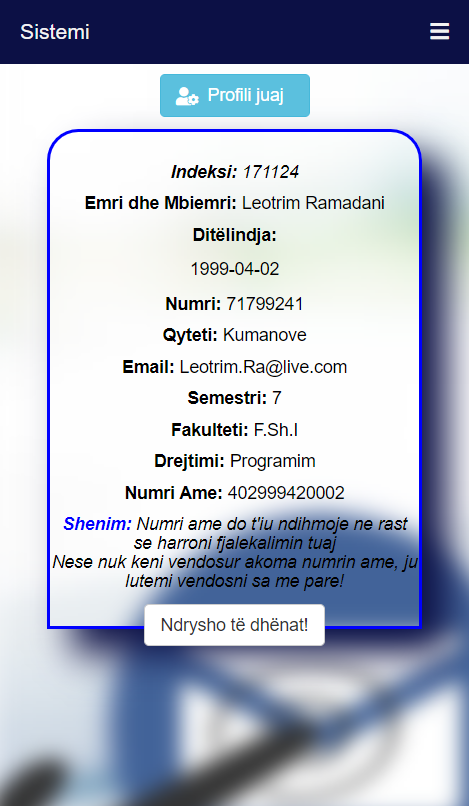 Sistemi
Profili juaj
Indeksi: 171124
Emri dhe Mbiemri: Leotrim Ramadani
Ditëlindja:
1999-04-02
Numri: 71799241
Qyteti: Kumanove
Email: Leotrim.Ra@live.com
Semestri: 7
Fakulteti: F.Sh.I
Drejtimi: Programim
Numri Ame: 402999420002
Shenim: Numri ame do t'iu ndihmoje ne rast
se harroni fjalekalimin tuaj
Nese nuk keni vendosur akoma numrin ame, ju
lutemi vendosni sa me pare!
Ndrysho të dhënat!